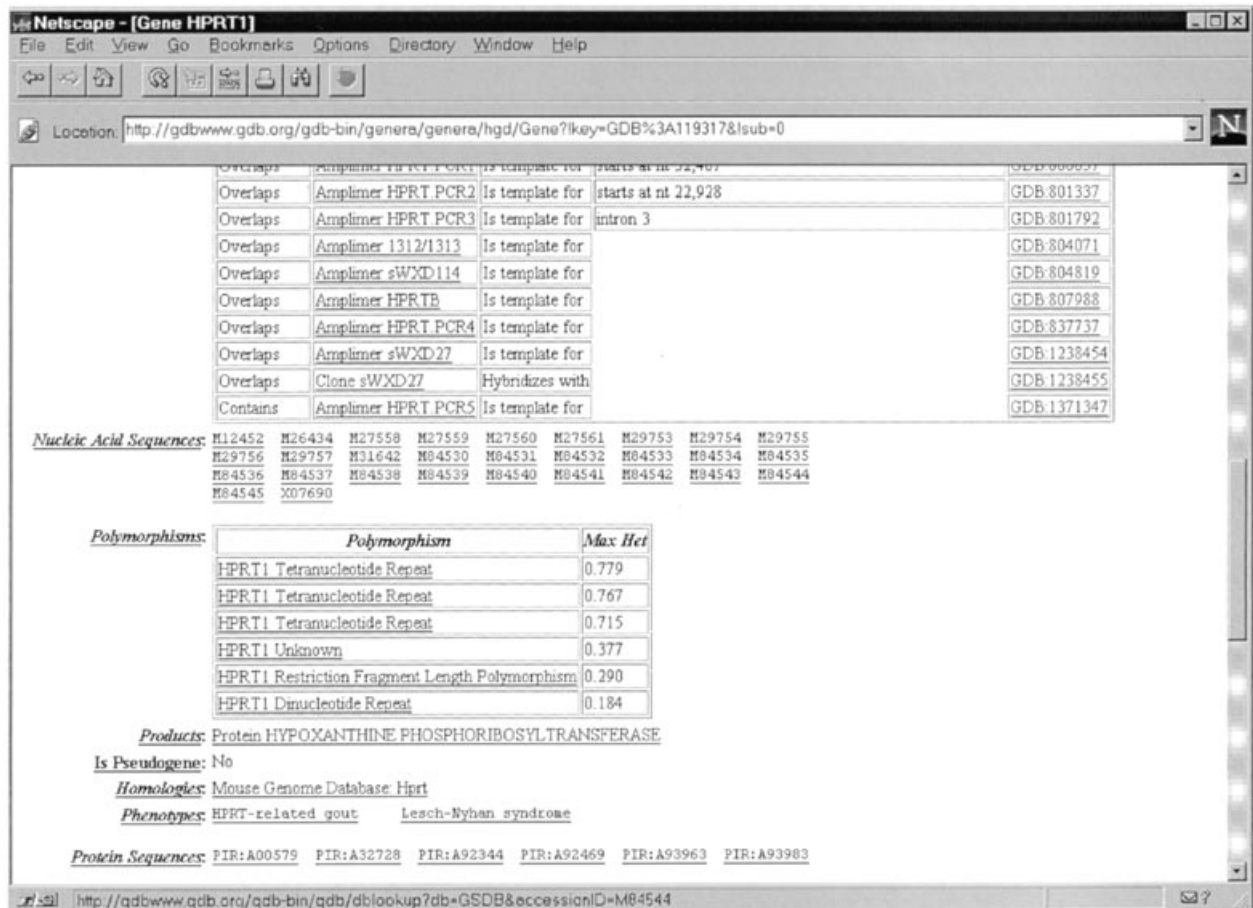 Netscape - [Gene HPRT1]
File Edit View Go Bookmarks Options Directory Window Help
Location: http://gdbwww.gdb.org/gdb-bin/genera/genera/hgd/Gene?!key=GDB%3A119317&!sub=0
N
Overlaps Amplimer HPRT.PCR1 Is template for starts at nt
Overlaps Amplimer HPRT.PCR2 Is template for starts at nt 22,928 GDB:801337
Overlaps Amplimer HPRT.PCR3 Is template for intron 3 GDB:801792
Overlaps Amplimer 1312/1313 Is template for GDB:804071
Overlaps Amplimer sWXD114 Is template for GDB:804819
Overlaps Amplimer HPRTB Is template for GDB:807988
Overlaps Amplimer HPRT.PCR4 Is template for GDB:837737
Overlaps Amplimer sWXD27 Is template for GDB:1238454
Overlaps Clone sWXD27 Hybridizes with GDB:1238455
Contains Amplimer HPRT.PCR5 Is template for GDB:1371347
Nucleic Acid Sequences: M12452 M26434 M27558 M27559 M27560 M27561 M29753 M29754 M29755
M29756 M29757 M31642 M84530 M84531 M84532 M84533 M84534 M84535
M84536 M84537 M84538 M84539 M84540 M84541 M84542 M84543 M84544
M84545 X07690
Polymorphisms: Polymorphism Max Het
HPRT1 Tetranucleotide Repeat 0.779
HPRT1 Tetranucleotide Repeat 0.767
HPRT1 Tetranucleotide Repeat 0.715
HPRT1 Unknown 0.377
HPRT1 Restriction Fragment Length Polymorphism 0.290
HPRT1 Dinucleotide Repeat 0.184
Products: Protein HYPOXANTHINE PHOSPHORIBOSYLTRANSFERASE
Is Pseudogene: No
Homologies: Mouse Genome Database: Hprt
Phenotypes: HPRT-related gout Lesch-Nyhan syndrome
Protein Sequences: PIR:A00579 PIR:A32728 PIR:A92344 PIR:A92469 PIR:A93963 PIR:A93983
http://gdbwww.gdb.org/gdb-bin/gdb/dblookup?db=GSDB&accessionID=M84544